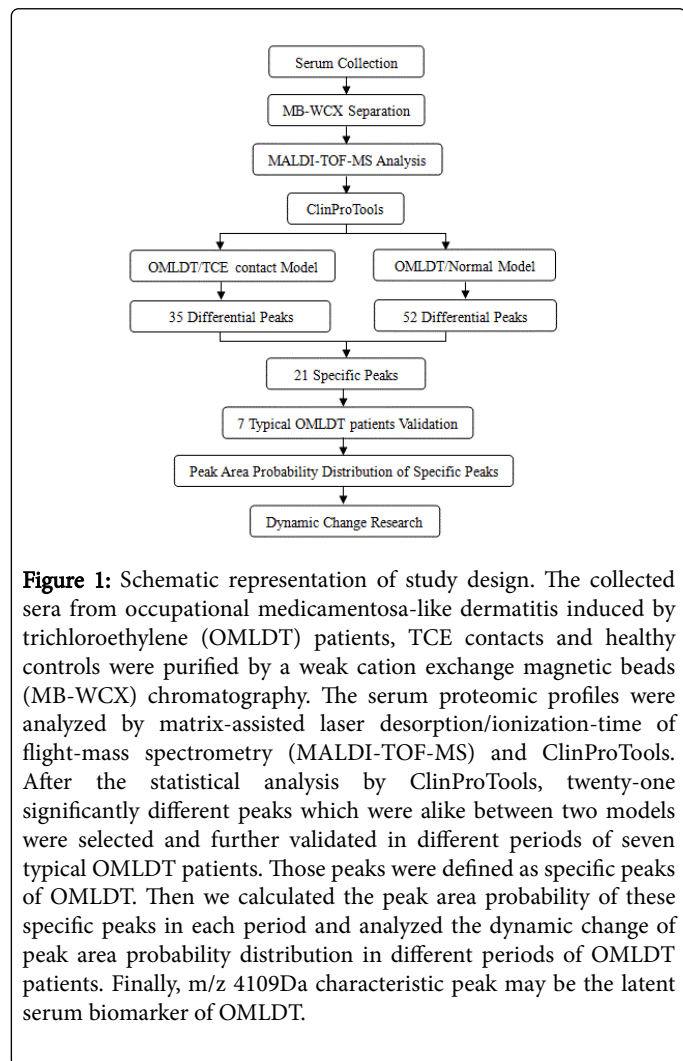 Serum Collection
MB-WCX Separation
MALDI-TOF-MS Analysis
ClinProTools
OMLDT/TCE contact Model
OMLDT/Normal Model
35 Differential Peaks
52 Differential Peaks
21 Specific Peaks
7 Typical OMLDT patients Validation
Peak Area Probability Distribution of Specific Peaks
Dynamic Change Research
Figure 1: Schematic representation of study design. The collected
sera from occupational medicamentosa-like dermatitis induced by
trichloroethylene (OMLDT) patients, TCE contacts and healthy
controls were purified by a weak cation exchange magnetic beads
(MB-WCX) chromatography. The serum proteomic profiles were
analyzed by matrix-assisted laser desorption/ionization-time of
flight-mass spectrometry (MALDI-TOF-MS) and ClinProTools.
After the statistical analysis by ClinProTools, twenty-one
significantly different peaks which were alike between two models
were selected and further validated in different periods of seven
typical OMLDT patients. Those peaks were defined as specific peaks
of OMLDT. Then we calculated the peak area probability of these
specific peaks in each period and analyzed the dynamic change of
peak area probability distribution in different periods of OMLDT
patients. Finally, m/z 4109Da characteristic peak may be the latent
serum biomarker of OMLDT.